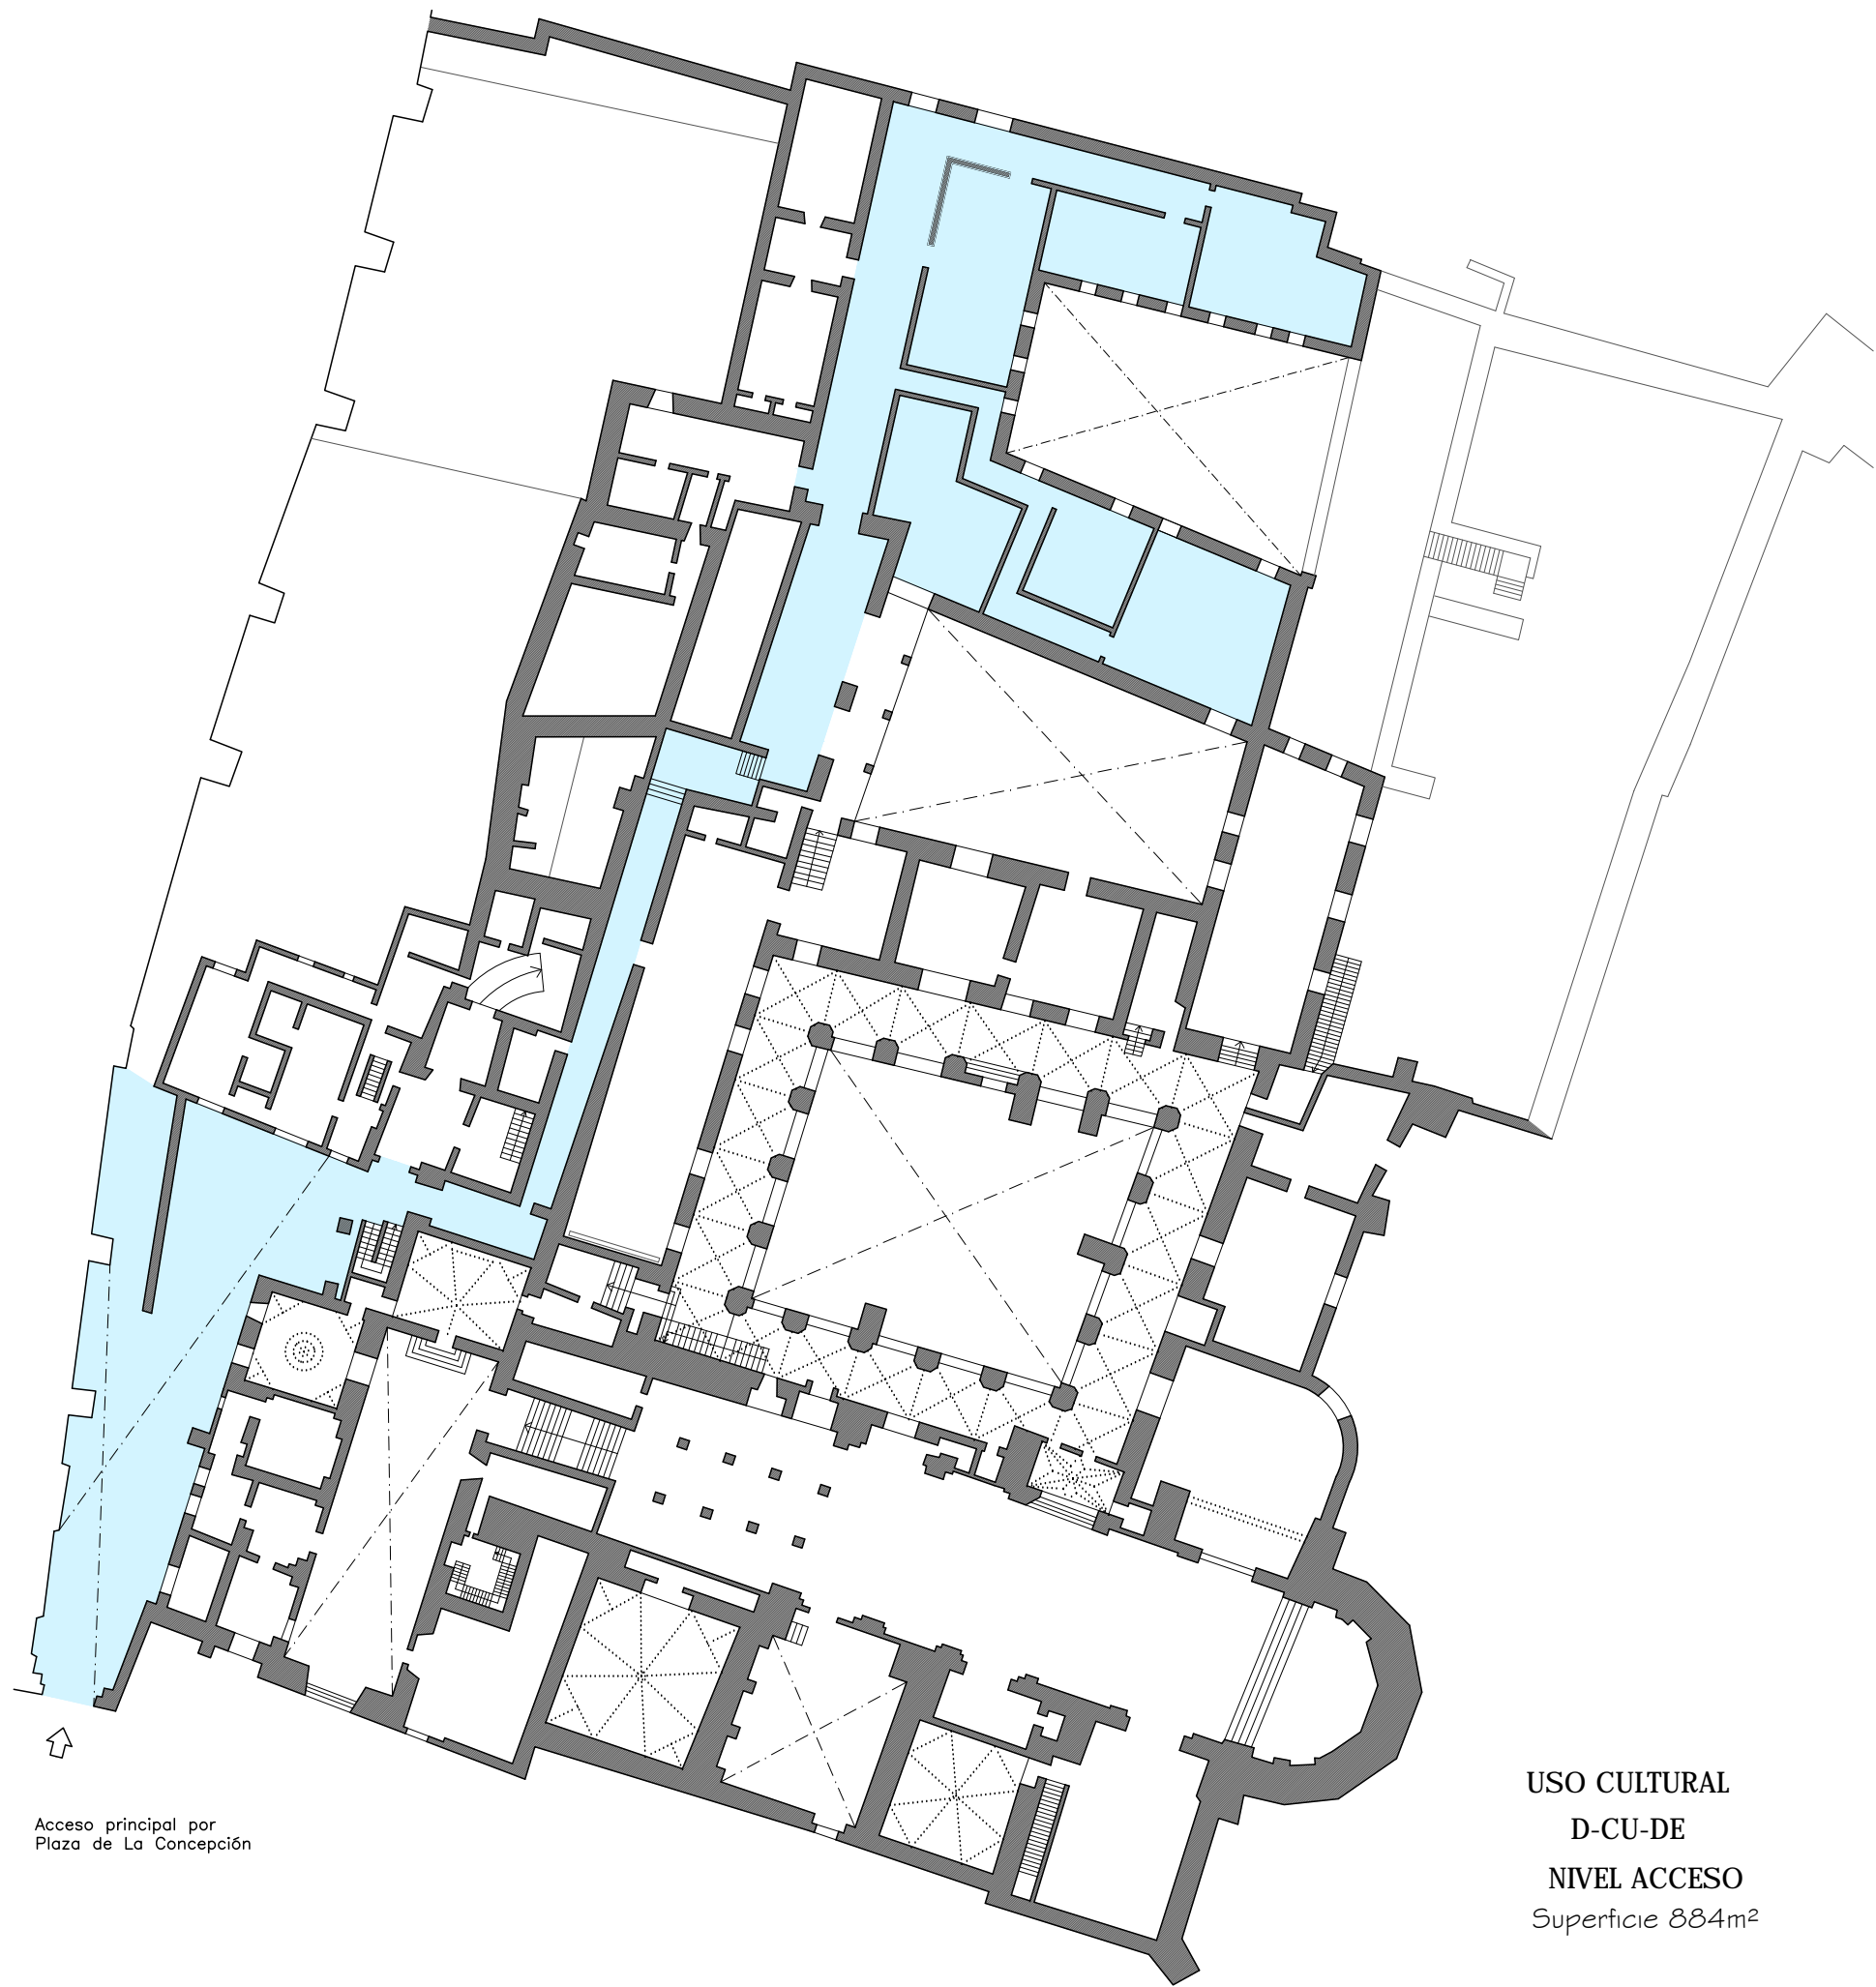 Acceso principal por
Plaza de La Concepción
USO CULTURAL
D-CU-DE
NIVEL ACCESO
Superficie 884m²